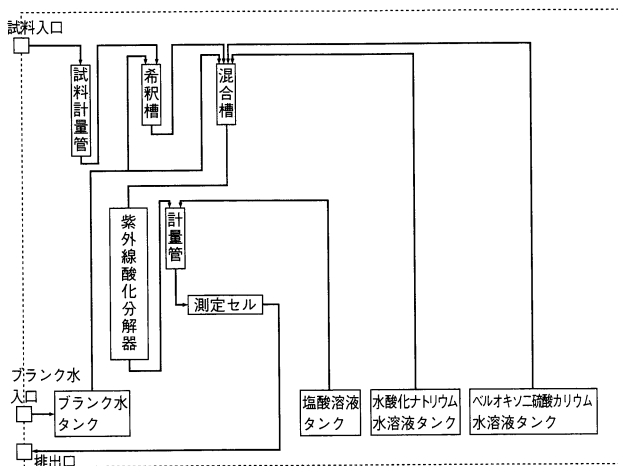 試料入口
試料計量管
希釈槽
混合槽
紫外線酸化分解器
計量管
測定セル
ブランク水
入口
ブランク水
タンク
塩酸溶液
タンク
水酸化ナトリウム
水溶液タンク
ペルオキソ二硫酸カリウム
水溶液タンク
排出口